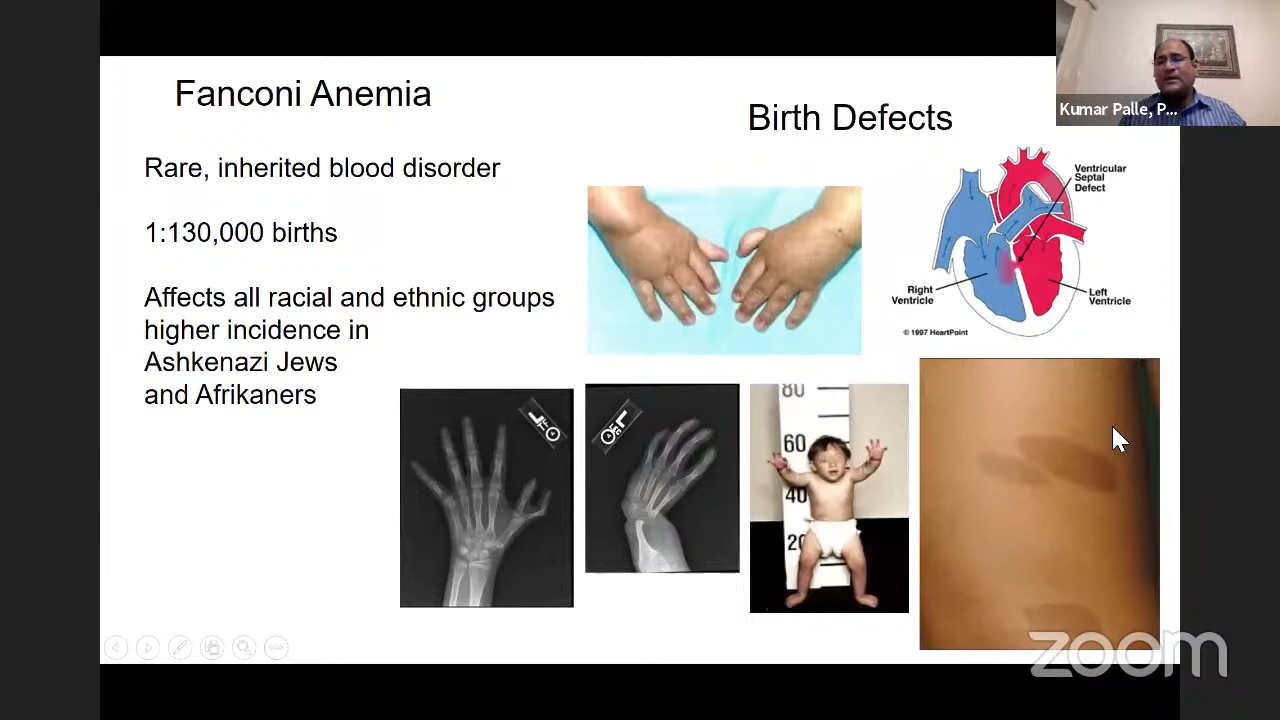 Fanconi Anemia
Rare, inherited blood disorder
1:130,000 births
Affects all racial and ethnic groups
higher incidence in
Ashkenazi Jews
and Afrikaners
Birth Defects
Kumar Palle, P...
Ventricular
Septal
Defect
Right
Ventricle
Left
Ventricle
© 1997 HeartPoint
80
60
40
20
zoom